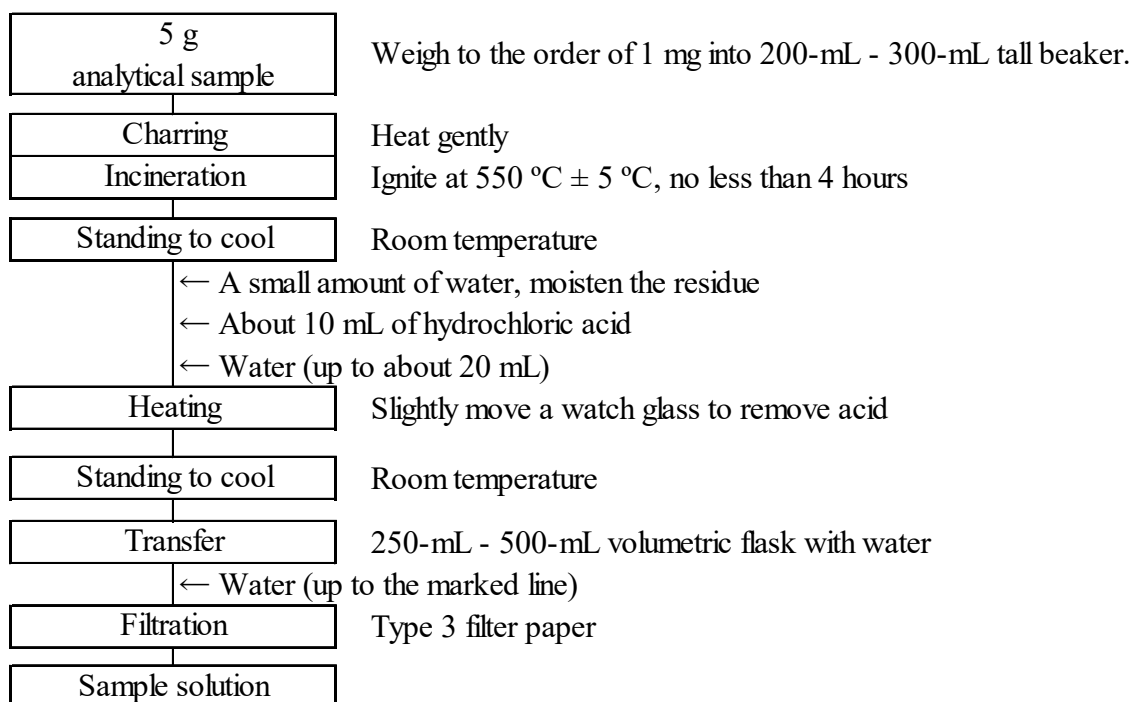 5 g
analytical sample
Weigh to the order of 1 mg into 200-mL - 300-mL tall beaker.
Charring
Heat gently
Incineration
Ignite at 550 ºC ± 5 ºC, no less than 4 hours
Standing to cool
Room temperature
← A small amount of water, moisten the residue
← About 10 mL of hydrochloric acid
← Water (up to about 20 mL)
Heating
Slightly move a watch glass to remove acid
Standing to cool
Room temperature
Transfer
250-mL - 500-mL volumetric flask with water
← Water (up to the marked line)
Filtration
Type 3 filter paper
Sample solution